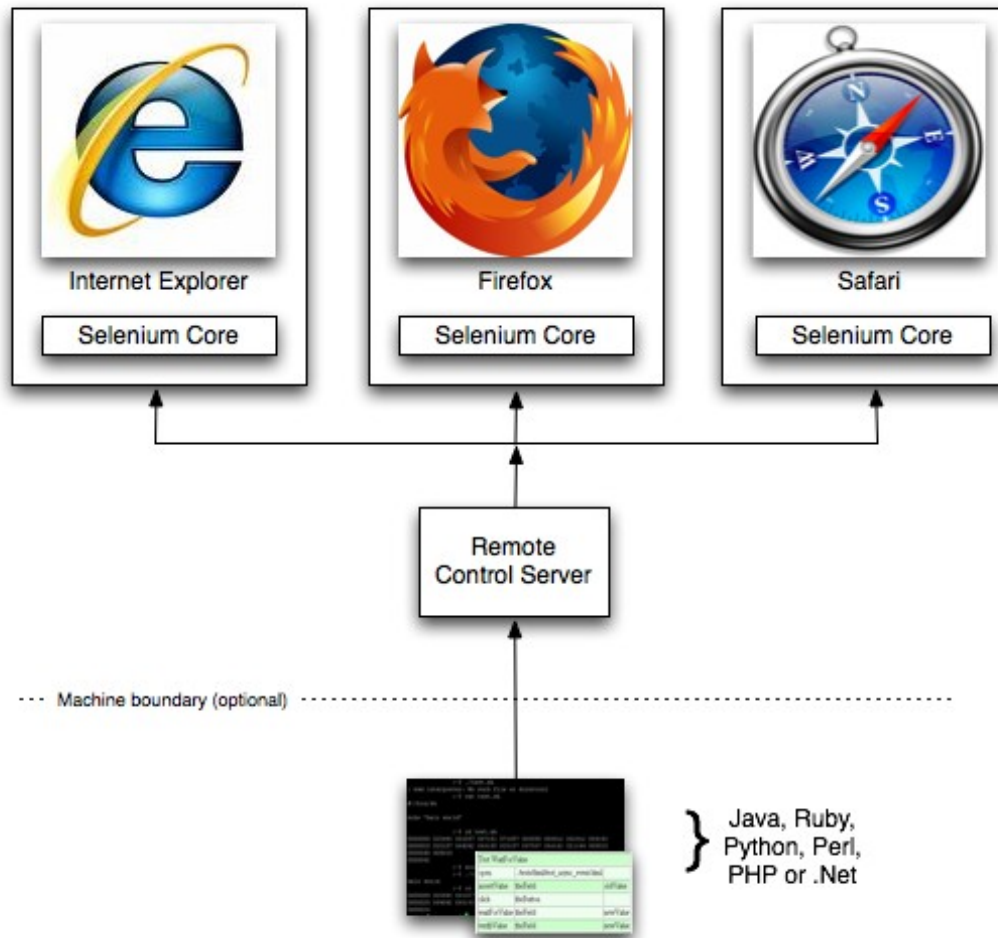 Internet Explorer
Selenium Core
Firefox
Selenium Core
Safari
Selenium Core
N
E
S
W
Remote
Control Server
Machine boundary (optional)
Java, Ruby,
Python, Perl,
PHP or .Net